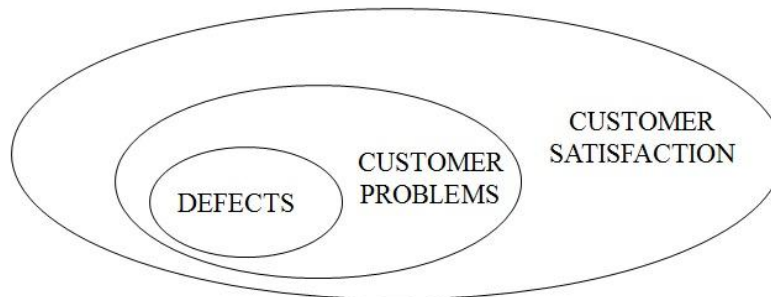 CUSTOMER
SATISFACTION
CUSTOMER
PROBLEMS
DEFECTS